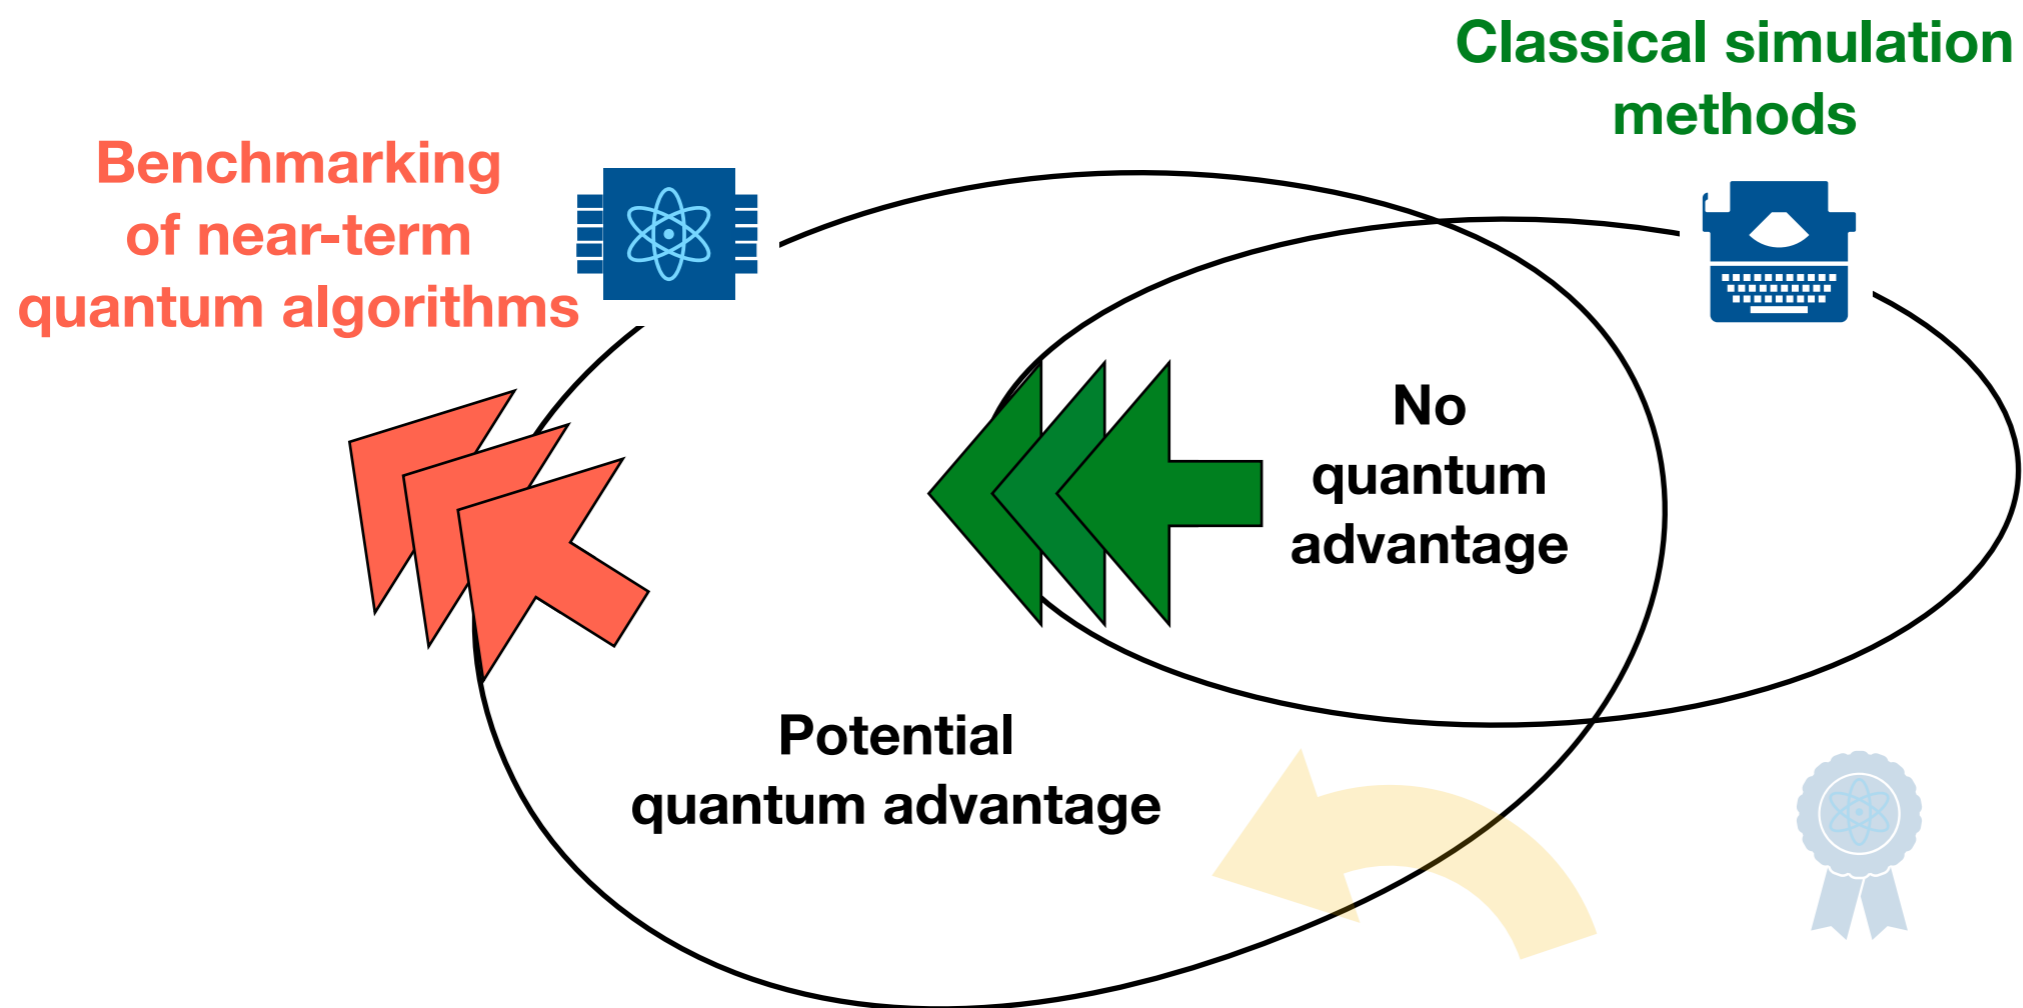 Classical simulation
methods
Benchmarking
of near-term
quantum algorithms
No
quantum
advantage
Potential
quantum advantage